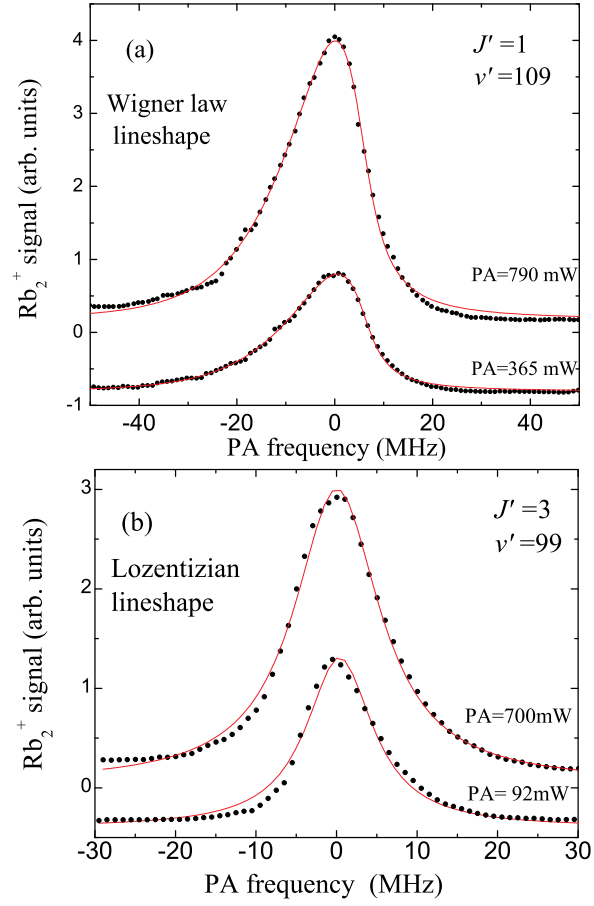 (a)
J′ =1
v′ =109
Wigner law
lineshape
Rb₂⁺ signal (arb. units)
4
3
2
1
0
-1
PA=790 mW
PA=365 mW
-40 -20 0 20 40
PA frequency (MHz)
(b)
J′ =3
v′ =99
Lozentizian
lineshape
Rb₂⁺ signal (arb. units)
3
2
1
0
PA=700mW
PA= 92mW
-30 -20 -10 0 10 20 30
PA frequency (MHz)